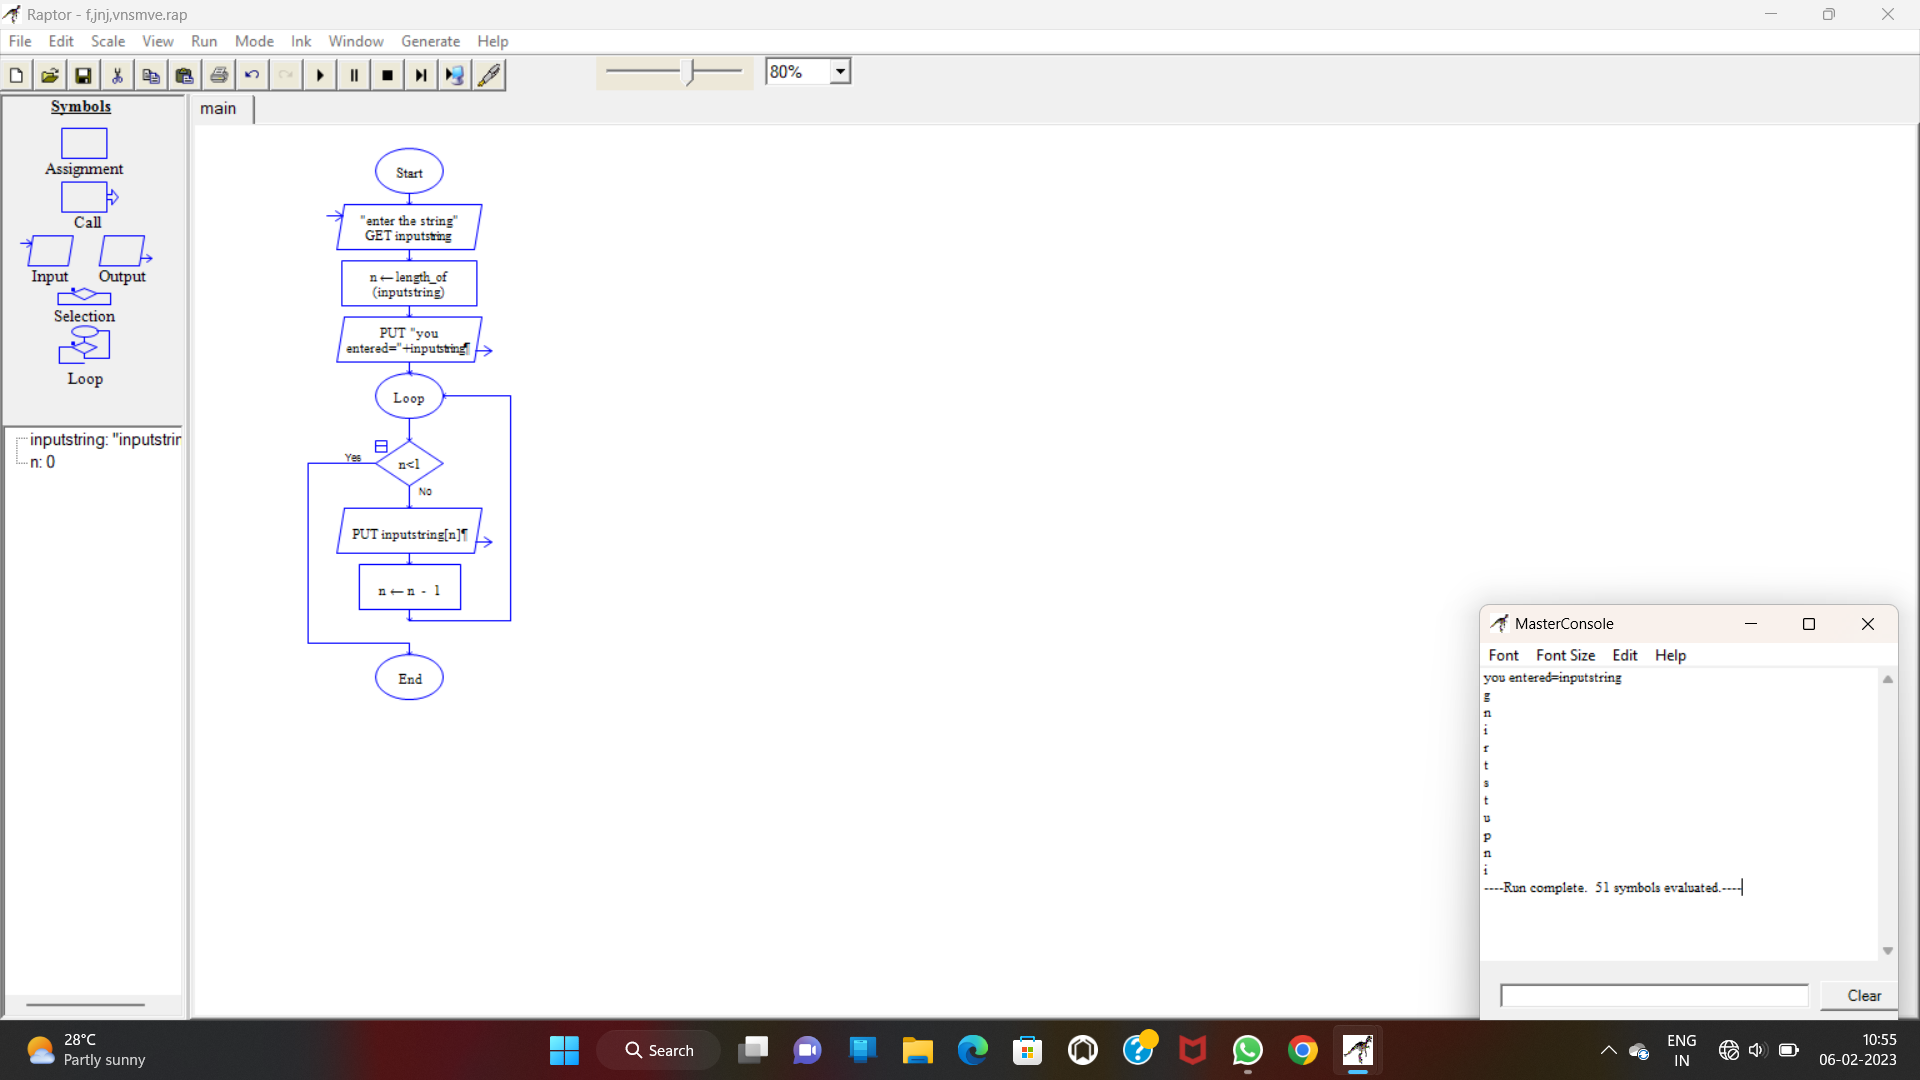 Raptor - f,jnj,vnsmve.rap
File Edit Scale View Run Mode Ink Window Generate Help
80%
Symbols
Assignment
Call
Input Output
Selection
Loop
inputstring: "inputstrin
n: 0
main
Start
"enter the string"
GET inputstring
n ← length_of
(inputstring)
PUT "you
entered="+inputstring¶
Loop
Yes
n<1
No
PUT inputstring[n]¶
n ← n - 1
End
MasterConsole
Font Font Size Edit Help
you entered=inputstring
g
n
i
r
t
s
t
u
p
n
i
----Run complete. 51 symbols evaluated.----
Clear
28°C
Partly sunny
Search
ENG
IN
10:55
06-02-2023